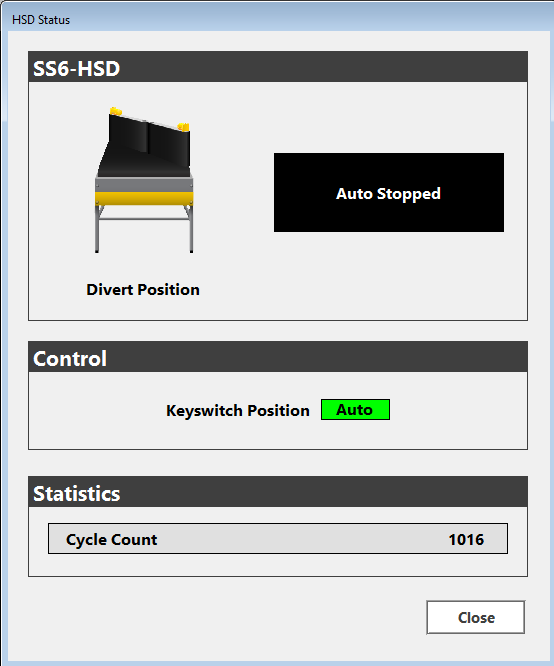 HSD Status
SS6-HSD
Auto Stopped
Divert Position
Control
Keyswitch Position Auto
Statistics
Cycle Count 1016
Close